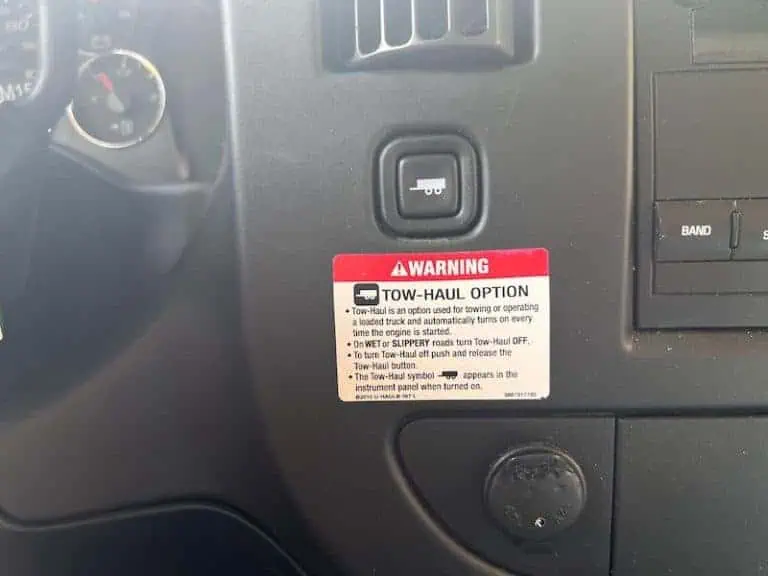 BAND
WARNING
TOW-HAUL OPTION
• Tow-Haul is an option used for towing or operating
a loaded truck and automatically turns on every
time the engine is started.
• On WET or SLIPPERY roads turn Tow-Haul OFF.
• To turn Tow-Haul off push and release the
Tow-Haul button.
• The Tow-Haul symbol appears in the
instrument panel when turned on.